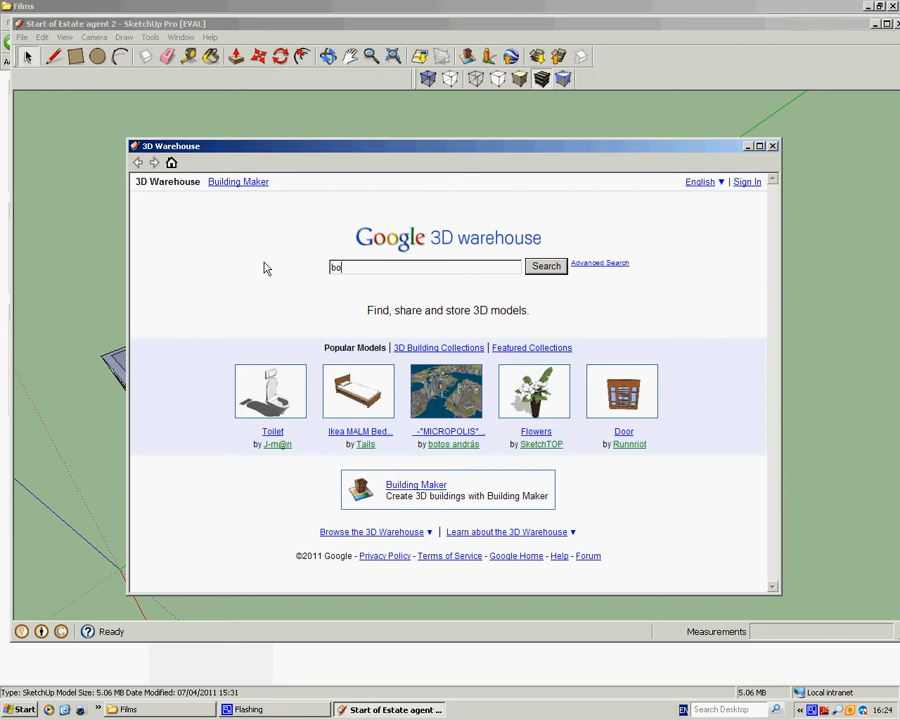 Films
Start of Estate agent 2 - SketchUp Pro [EVAL]
File Edit View Camera Draw Tools Window Help
3D Warehouse
3D Warehouse Building Maker English ▼ | Sign In
Google 3D warehouse
bo Search Advanced Search
Find, share and store 3D models.
Popular Models | 3D Building Collections | Featured Collections
Toilet Ikea MALM Bed... -*MICROPOLIS*... Flowers Door
by J-m@n by Tails by botos andrás by SketchTOP by Runnriot
Building Maker
Create 3D buildings with Building Maker
Browse the 3D Warehouse ▼ | Learn about the 3D Warehouse ▼
©2011 Google - Privacy Policy - Terms of Service - Google Home - Help - Forum
Ready Measurements
Type: SketchUp Model Size: 5.06 MB Date Modified: 07/04/2011 15:31 5.06 MB Local intranet
Start » Films Flashing Start of Estate agent ... EN Search Desktop « 16:24